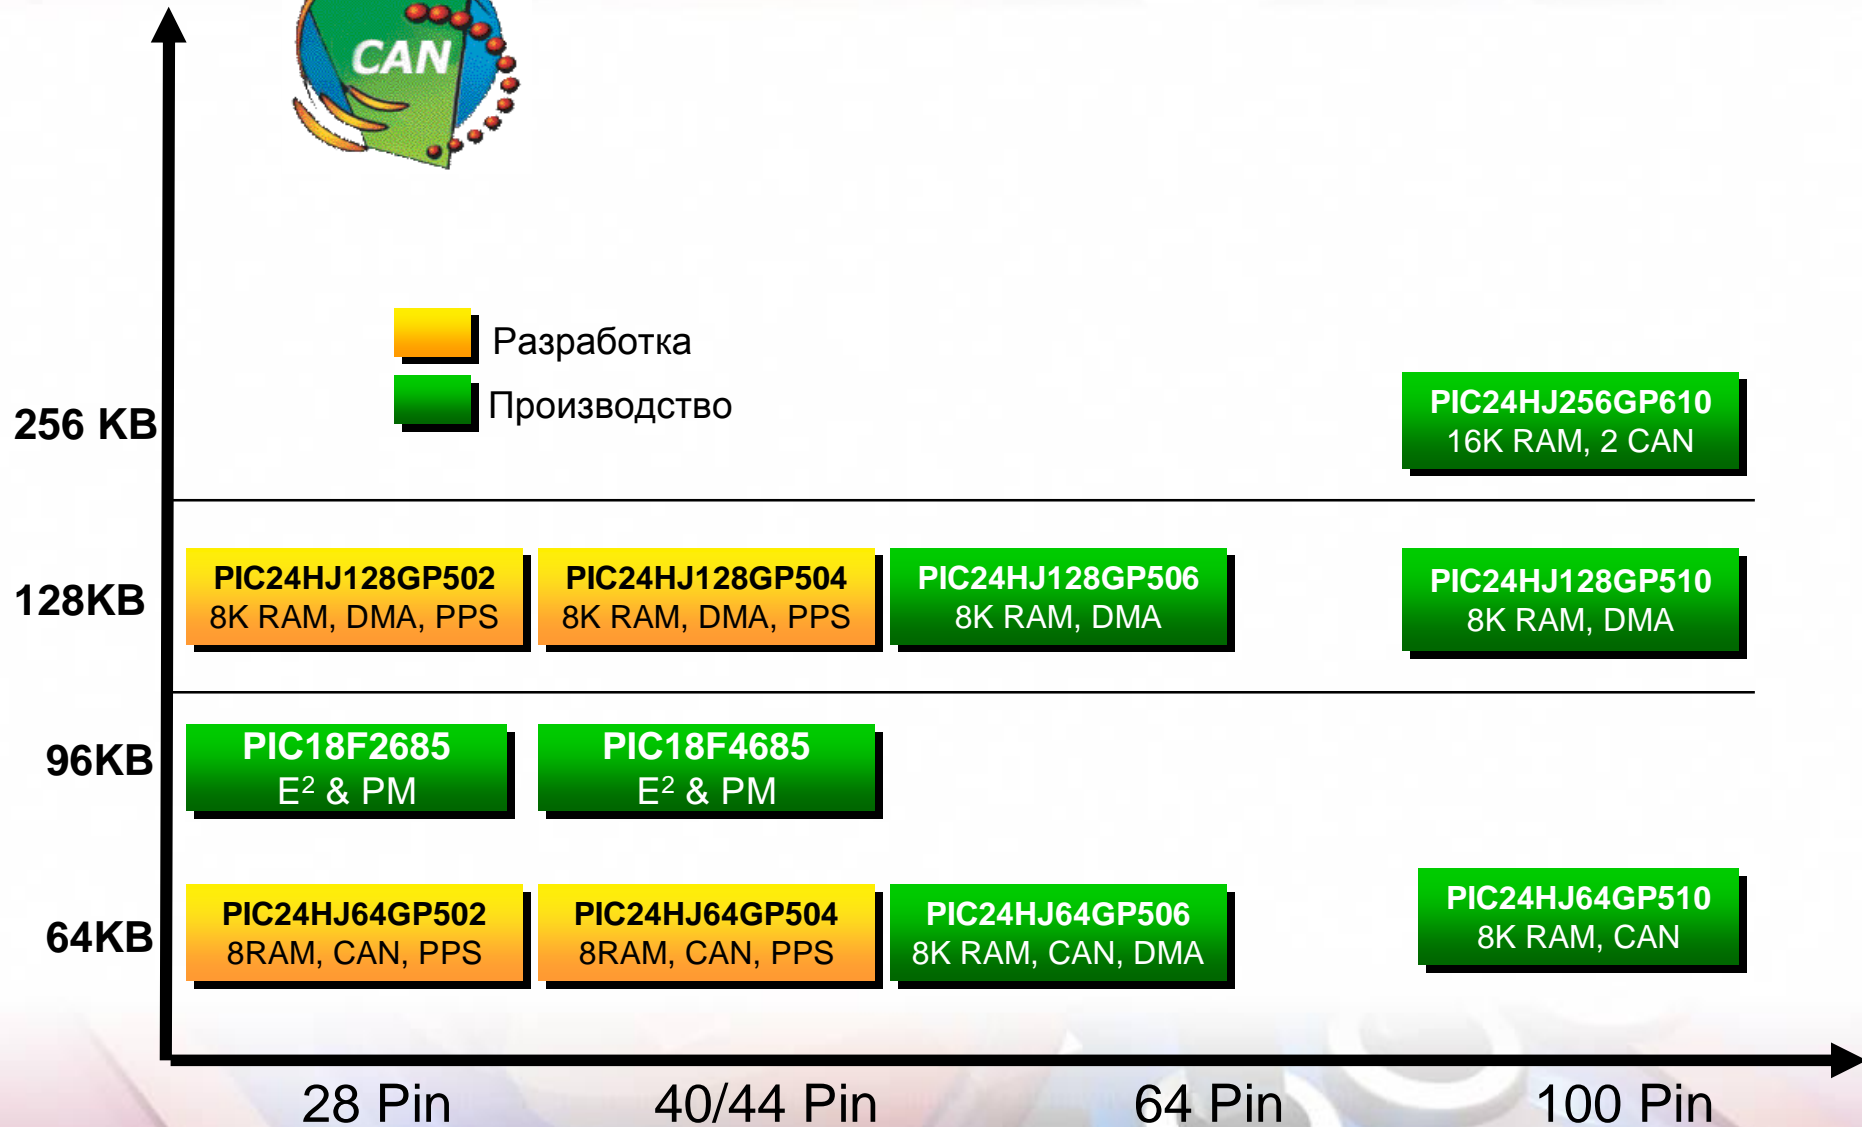 CAN
Разработка
Производство
256 KB
PIC24HJ256GP610
16K RAM, 2 CAN
128KB
PIC24HJ128GP502
8K RAM, DMA, PPS
PIC24HJ128GP504
8K RAM, DMA, PPS
PIC24HJ128GP506
8K RAM, DMA
PIC24HJ128GP510
8K RAM, DMA
96KB
PIC18F2685
E² & PM
PIC18F4685
E² & PM
64KB
PIC24HJ64GP502
8RAM, CAN, PPS
PIC24HJ64GP504
8RAM, CAN, PPS
PIC24HJ64GP506
8K RAM, CAN, DMA
PIC24HJ64GP510
8K RAM, CAN
28 Pin
40/44 Pin
64 Pin
100 Pin